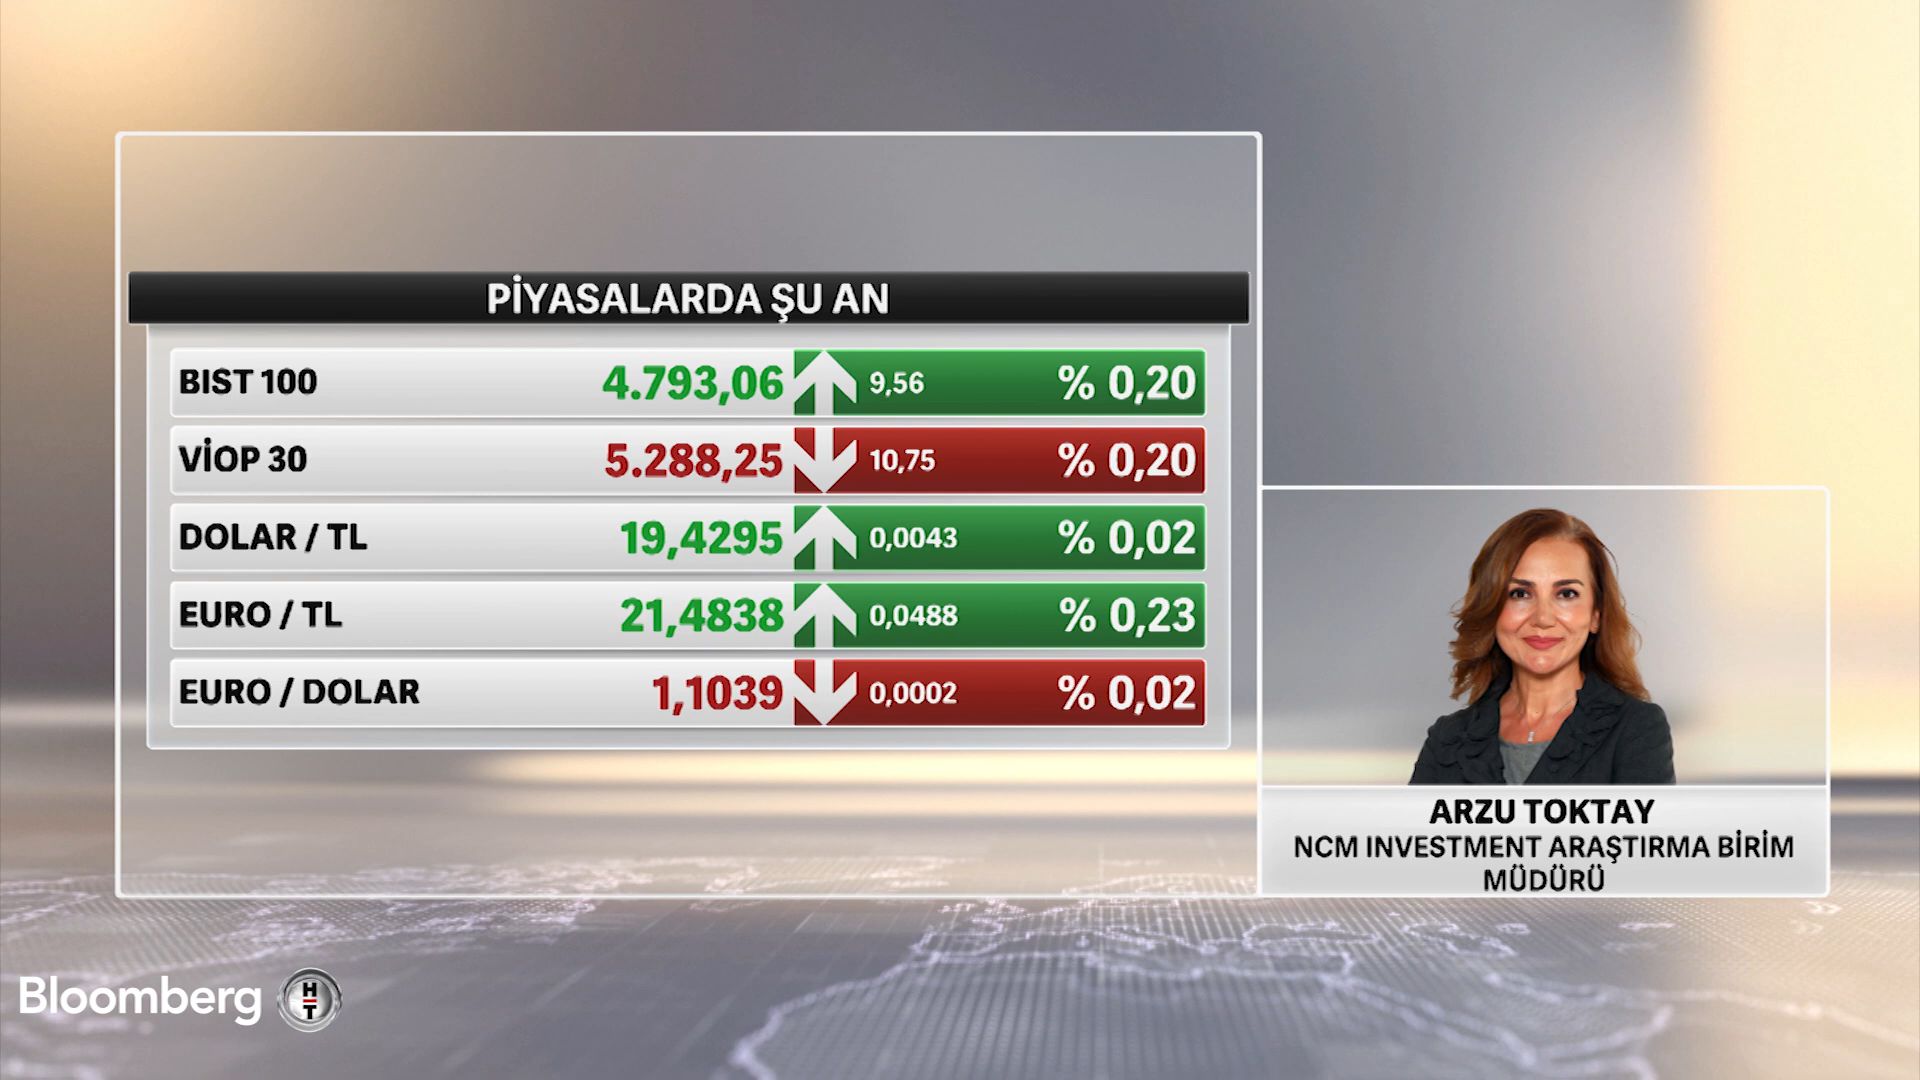 PİYASALARDA ŞU AN
BIST 100 4.793,06 9,56 % 0,20
VİOP 30 5.288,25 10,75 % 0,20
DOLAR / TL 19,4295 0,0043 % 0,02
EURO / TL 21,4838 0,0488 % 0,23
EURO / DOLAR 1,1039 0,0002 % 0,02
ARZU TOKTAY
NCM INVESTMENT ARAŞTIRMA BİRİM
MÜDÜRÜ
Bloomberg HT